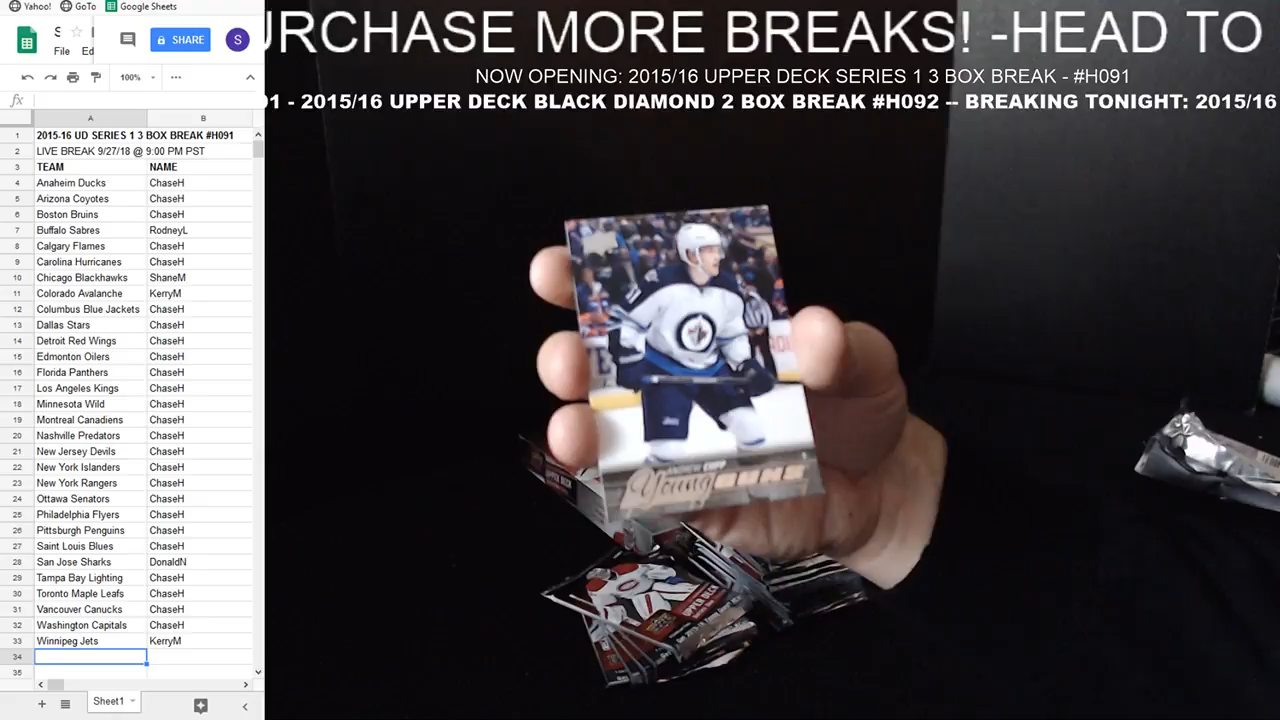 Yahoo! GoTo Google Sheets
S
File Ed
SHARE
S
100%
fx
A B
1 2015-16 UD SERIES 1 3 BOX BREAK #H091
2 LIVE BREAK 9/27/18 @ 9:00 PM PST
3 TEAM NAME
4 Anaheim Ducks ChaseH
5 Arizona Coyotes ChaseH
6 Boston Bruins ChaseH
7 Buffalo Sabres RodneyL
8 Calgary Flames ChaseH
9 Carolina Hurricanes ChaseH
10 Chicago Blackhawks ShaneM
11 Colorado Avalanche KerryM
12 Columbus Blue Jackets ChaseH
13 Dallas Stars ChaseH
14 Detroit Red Wings ChaseH
15 Edmonton Oilers ChaseH
16 Florida Panthers ChaseH
17 Los Angeles Kings ChaseH
18 Minnesota Wild ChaseH
19 Montreal Canadiens ChaseH
20 Nashville Predators ChaseH
21 New Jersey Devils ChaseH
22 New York Islanders ChaseH
23 New York Rangers ChaseH
24 Ottawa Senators ChaseH
25 Philadelphia Flyers ChaseH
26 Pittsburgh Penguins ChaseH
27 Saint Louis Blues ChaseH
28 San Jose Sharks DonaldN
29 Tampa Bay Lighting ChaseH
30 Toronto Maple Leafs ChaseH
31 Vancouver Canucks ChaseH
32 Washington Capitals ChaseH
33 Winnipeg Jets KerryM
34
35
Sheet1
URCHASE MORE BREAKS! -HEAD TO
NOW OPENING: 2015/16 UPPER DECK SERIES 1 3 BOX BREAK - #H091
91 - 2015/16 UPPER DECK BLACK DIAMOND 2 BOX BREAK #H092 -- BREAKING TONIGHT: 2015/16
ANDREW COPP
Young GUNS
UPPER DECK